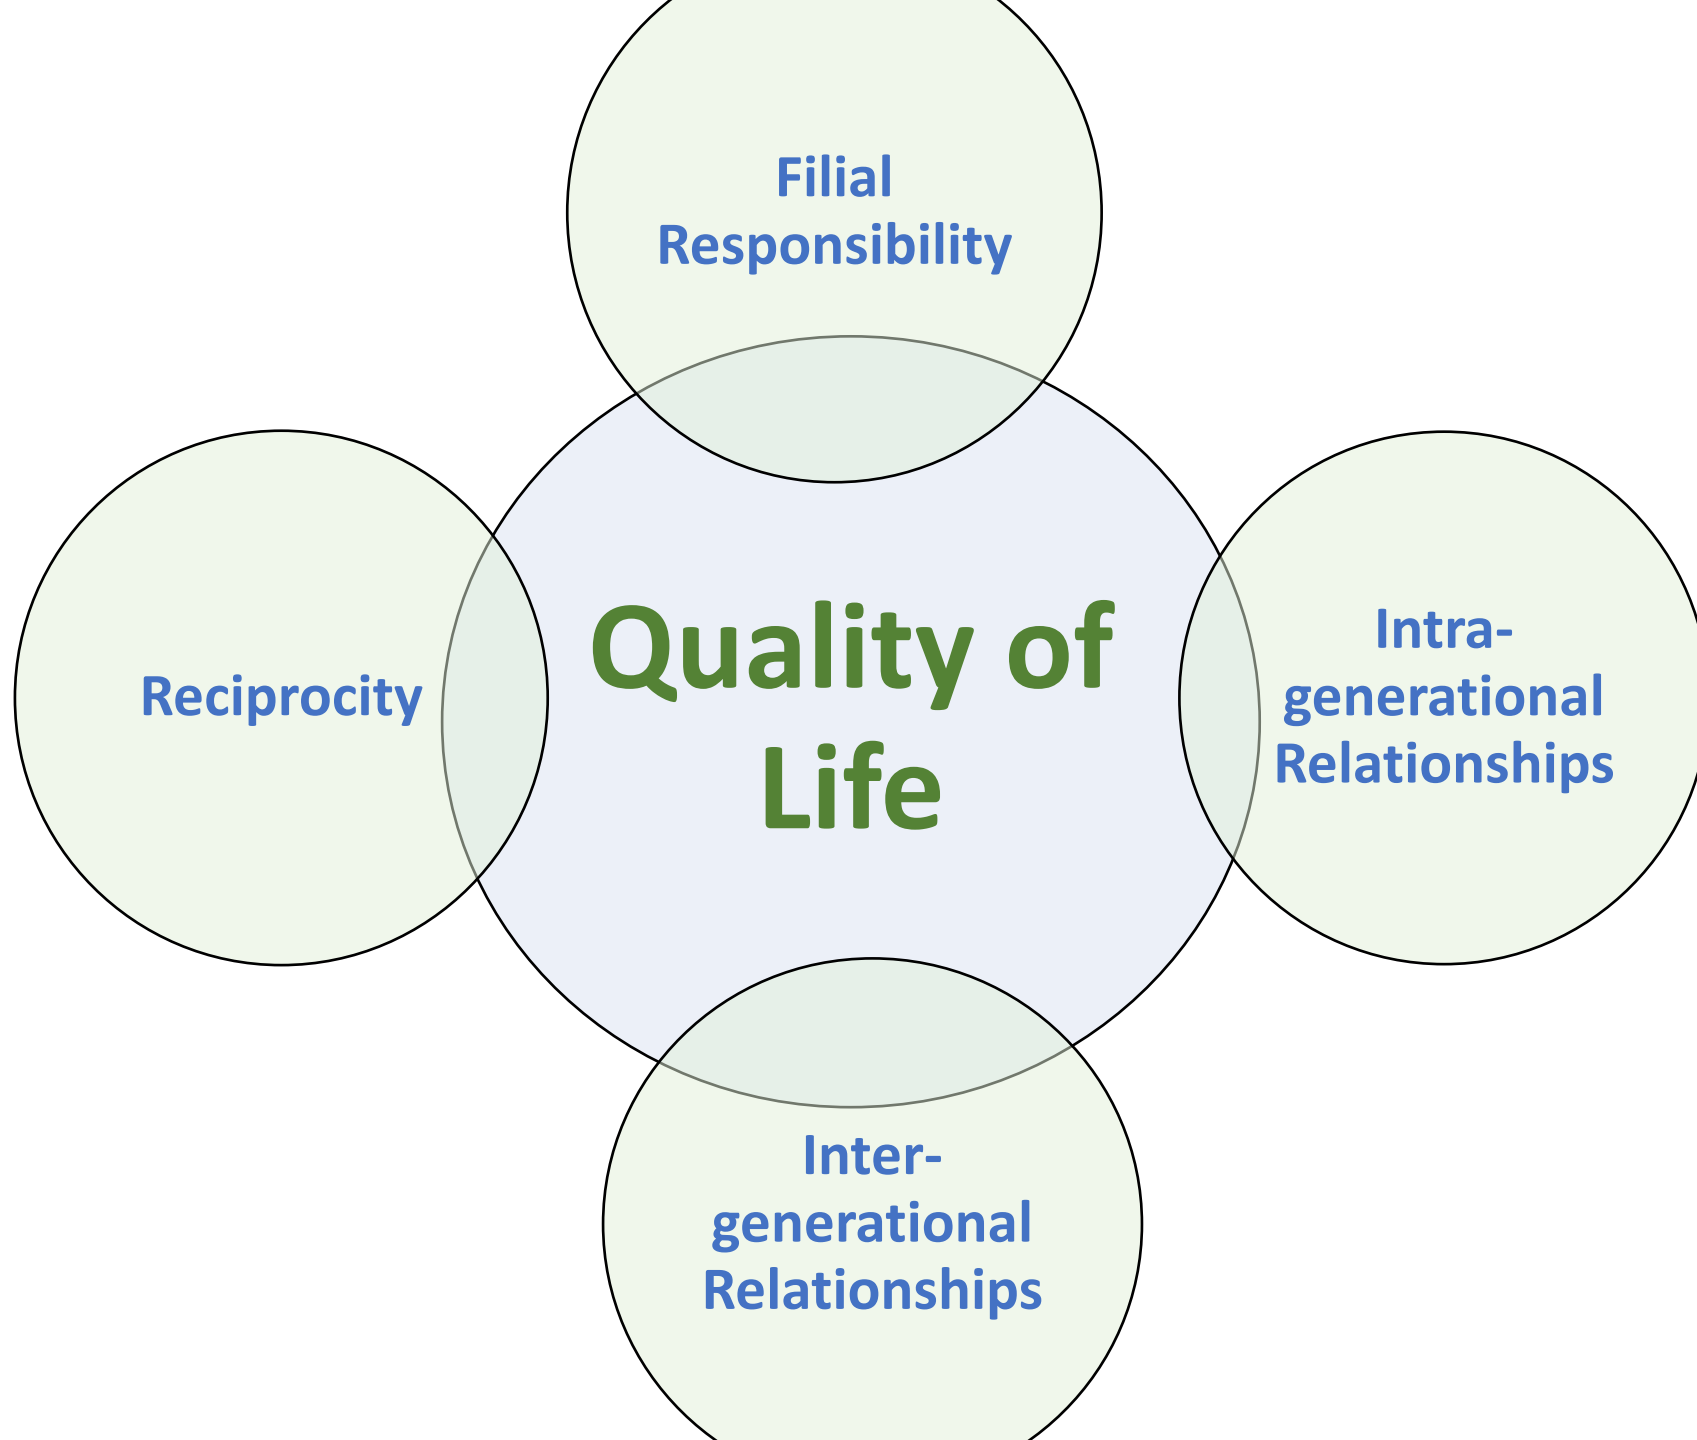 Filial
Responsibility
Reciprocity
Quality of
Life
Intra-
generational
Relationships
Inter-
generational
Relationships